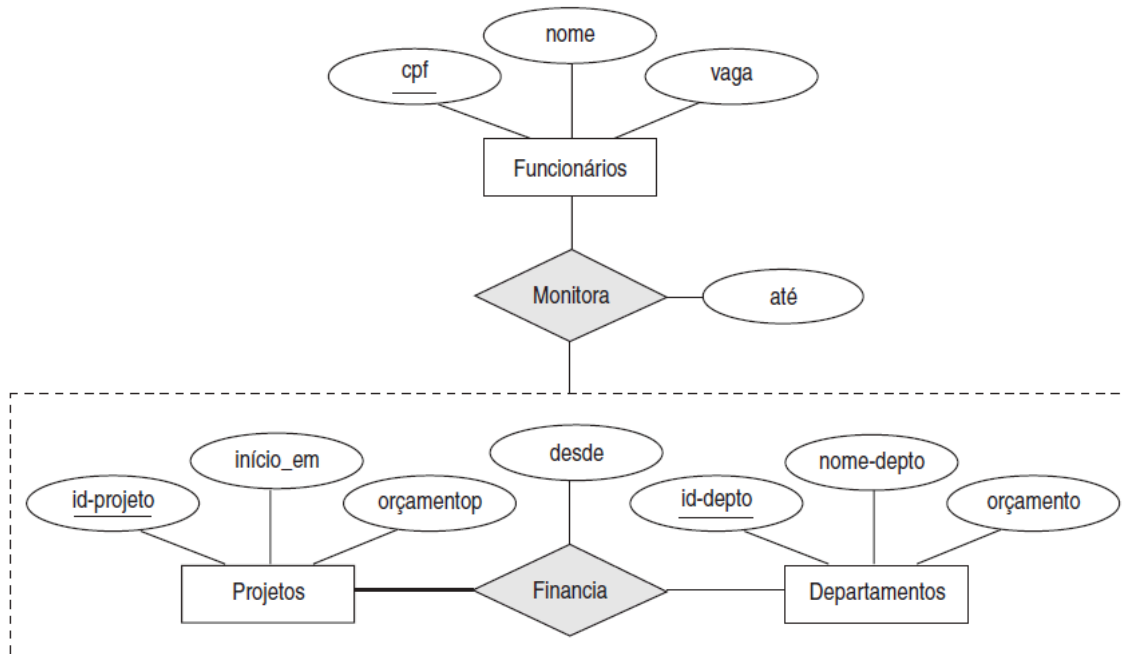 nome
cpf
vaga
Funcionários
Monitora
até
desde
início_em
nome-depto
id-projeto
orçamentop
id-depto
orçamento
Projetos
Financia
Departamentos